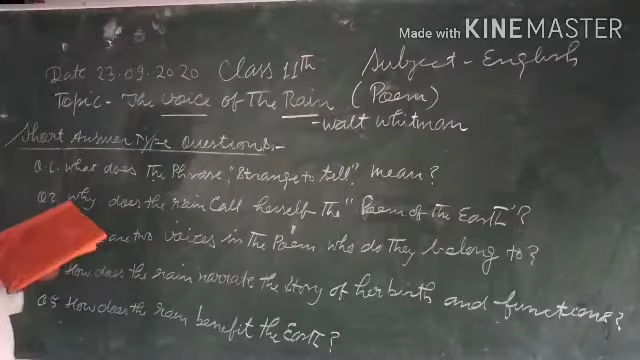 Made with KINEMASTER
Date 23.09.2020 Class 11th Subject - English
Topic - The Voice of The Rain (Poem)
- Walt Whitman
Short Answer Type Questions:-
Q1. What does the Phrase, "Strange to tell" mean?
Q2 Why does the rain call herself the "Poem of The Earth"?
are two voices in The Poem. Who do They belong to?
How does the rain narrate the Story of her birth and functions?
Q5 How does the rain benefit the Earth?